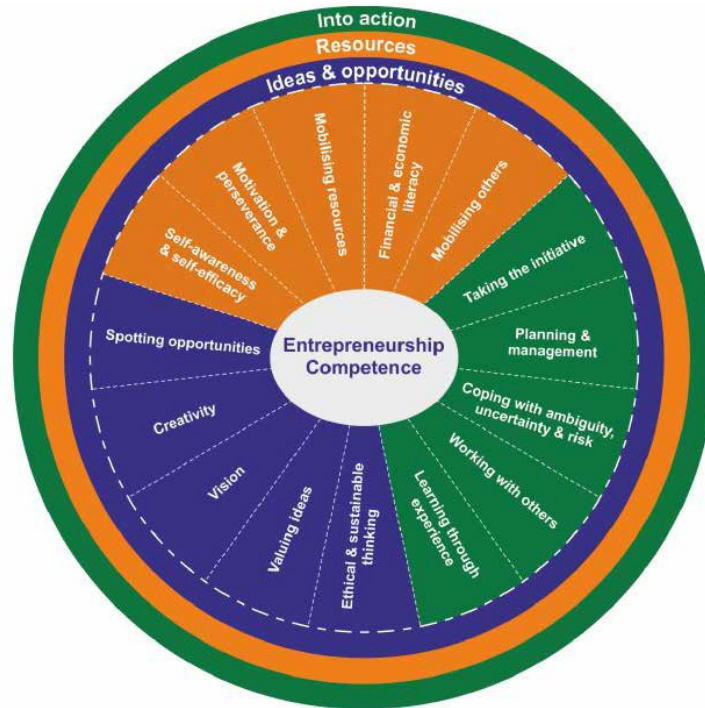 Into action
Resources
Ideas & opportunities
Self-awareness
& self-efficacy
Motivation &
perseverance
Mobilising resources
Financial & economic
literacy
Mobilising others
Taking the initiative
Planning &
management
Coping with ambiguity,
uncertainty & risk
Working with others
Learning through
experience
Ethical & sustainable
thinking
Valuing ideas
Vision
Creativity
Spotting opportunities
Entrepreneurship
Competence